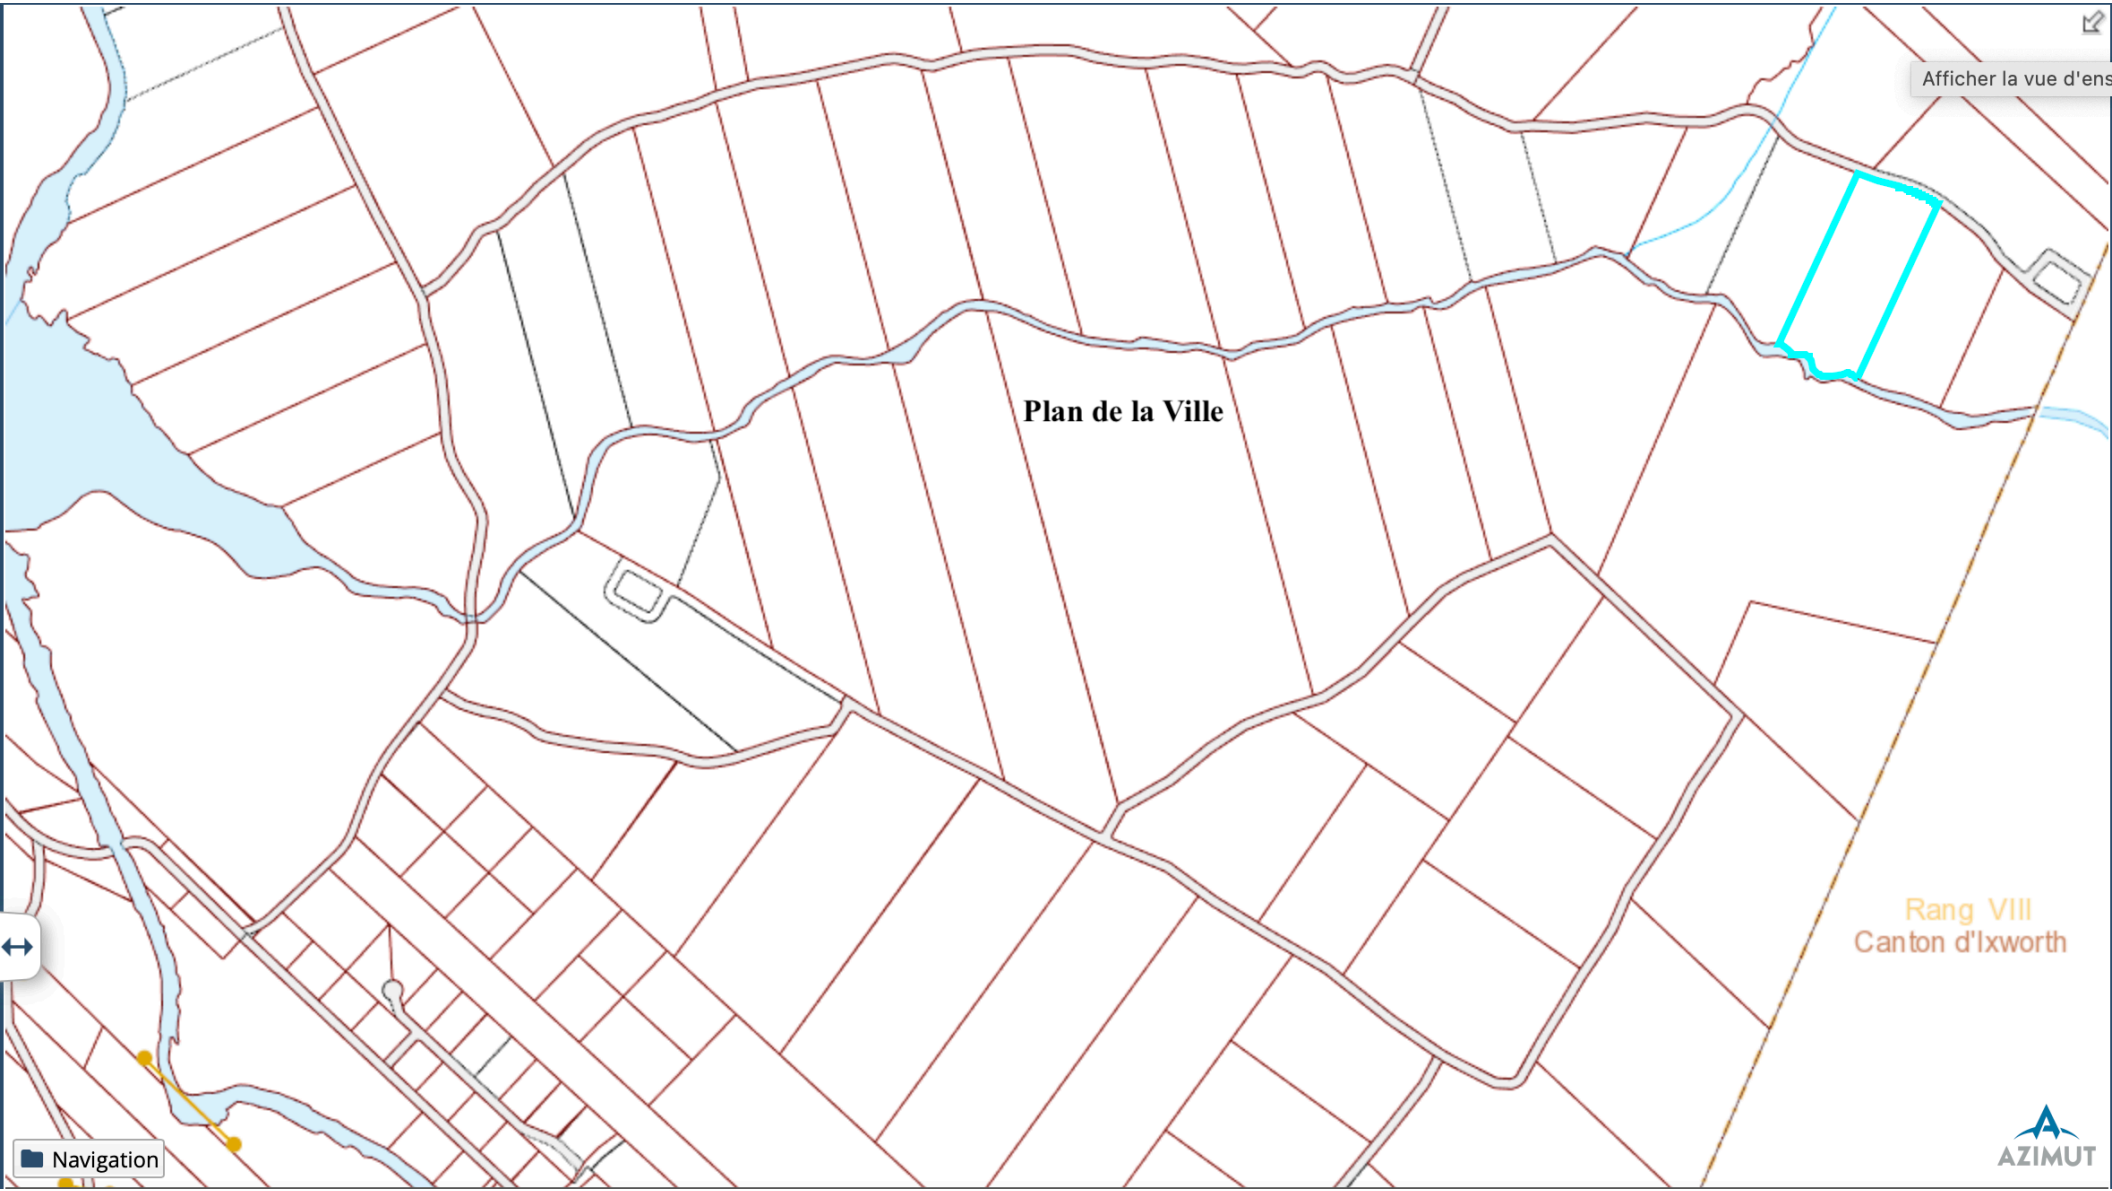 Afficher la vue d'ens
Plan de la Ville
Rang VIII
Canton d'Ixworth
Navigation
AZIMUT